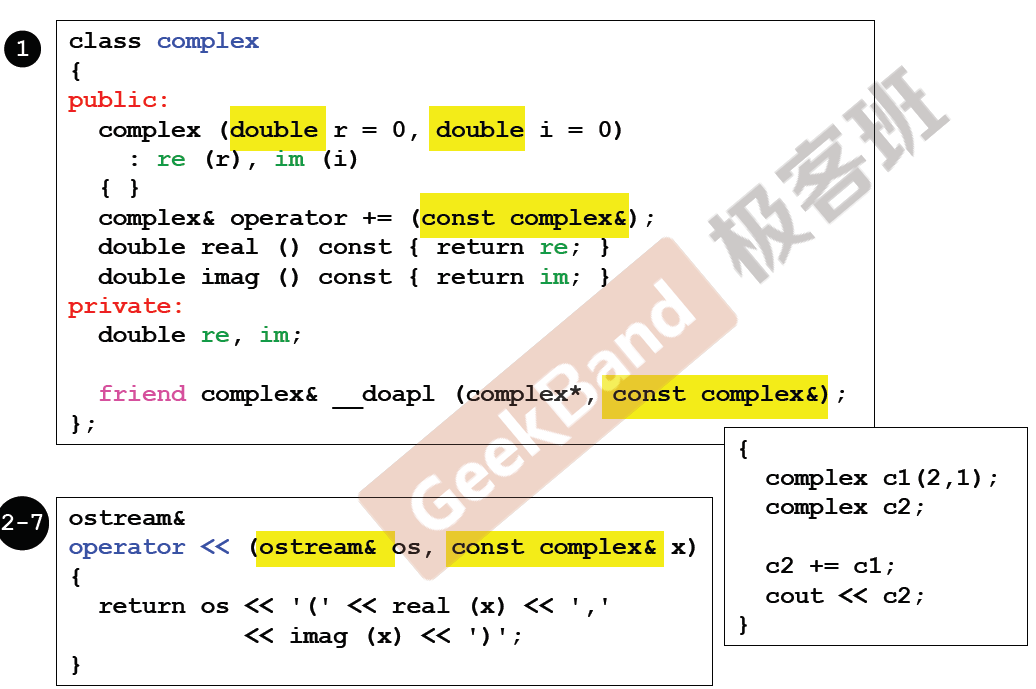 1
class complex
{
public:
  complex (double r = 0, double i = 0)
    : re (r), im (i)
  { }
  complex& operator += (const complex&);
  double real () const { return re; }
  double imag () const { return im; }
private:
  double re, im;
  friend complex& __doapl (complex*, const complex&);
};
{
  complex c1(2,1);
  complex c2;
  c2 += c1;
  cout << c2;
}
2-7
ostream&
operator << (ostream& os, const complex& x)
{
  return os << '(' << real (x) << ','
            << imag (x) << ')';
}
GeekBand 极客班